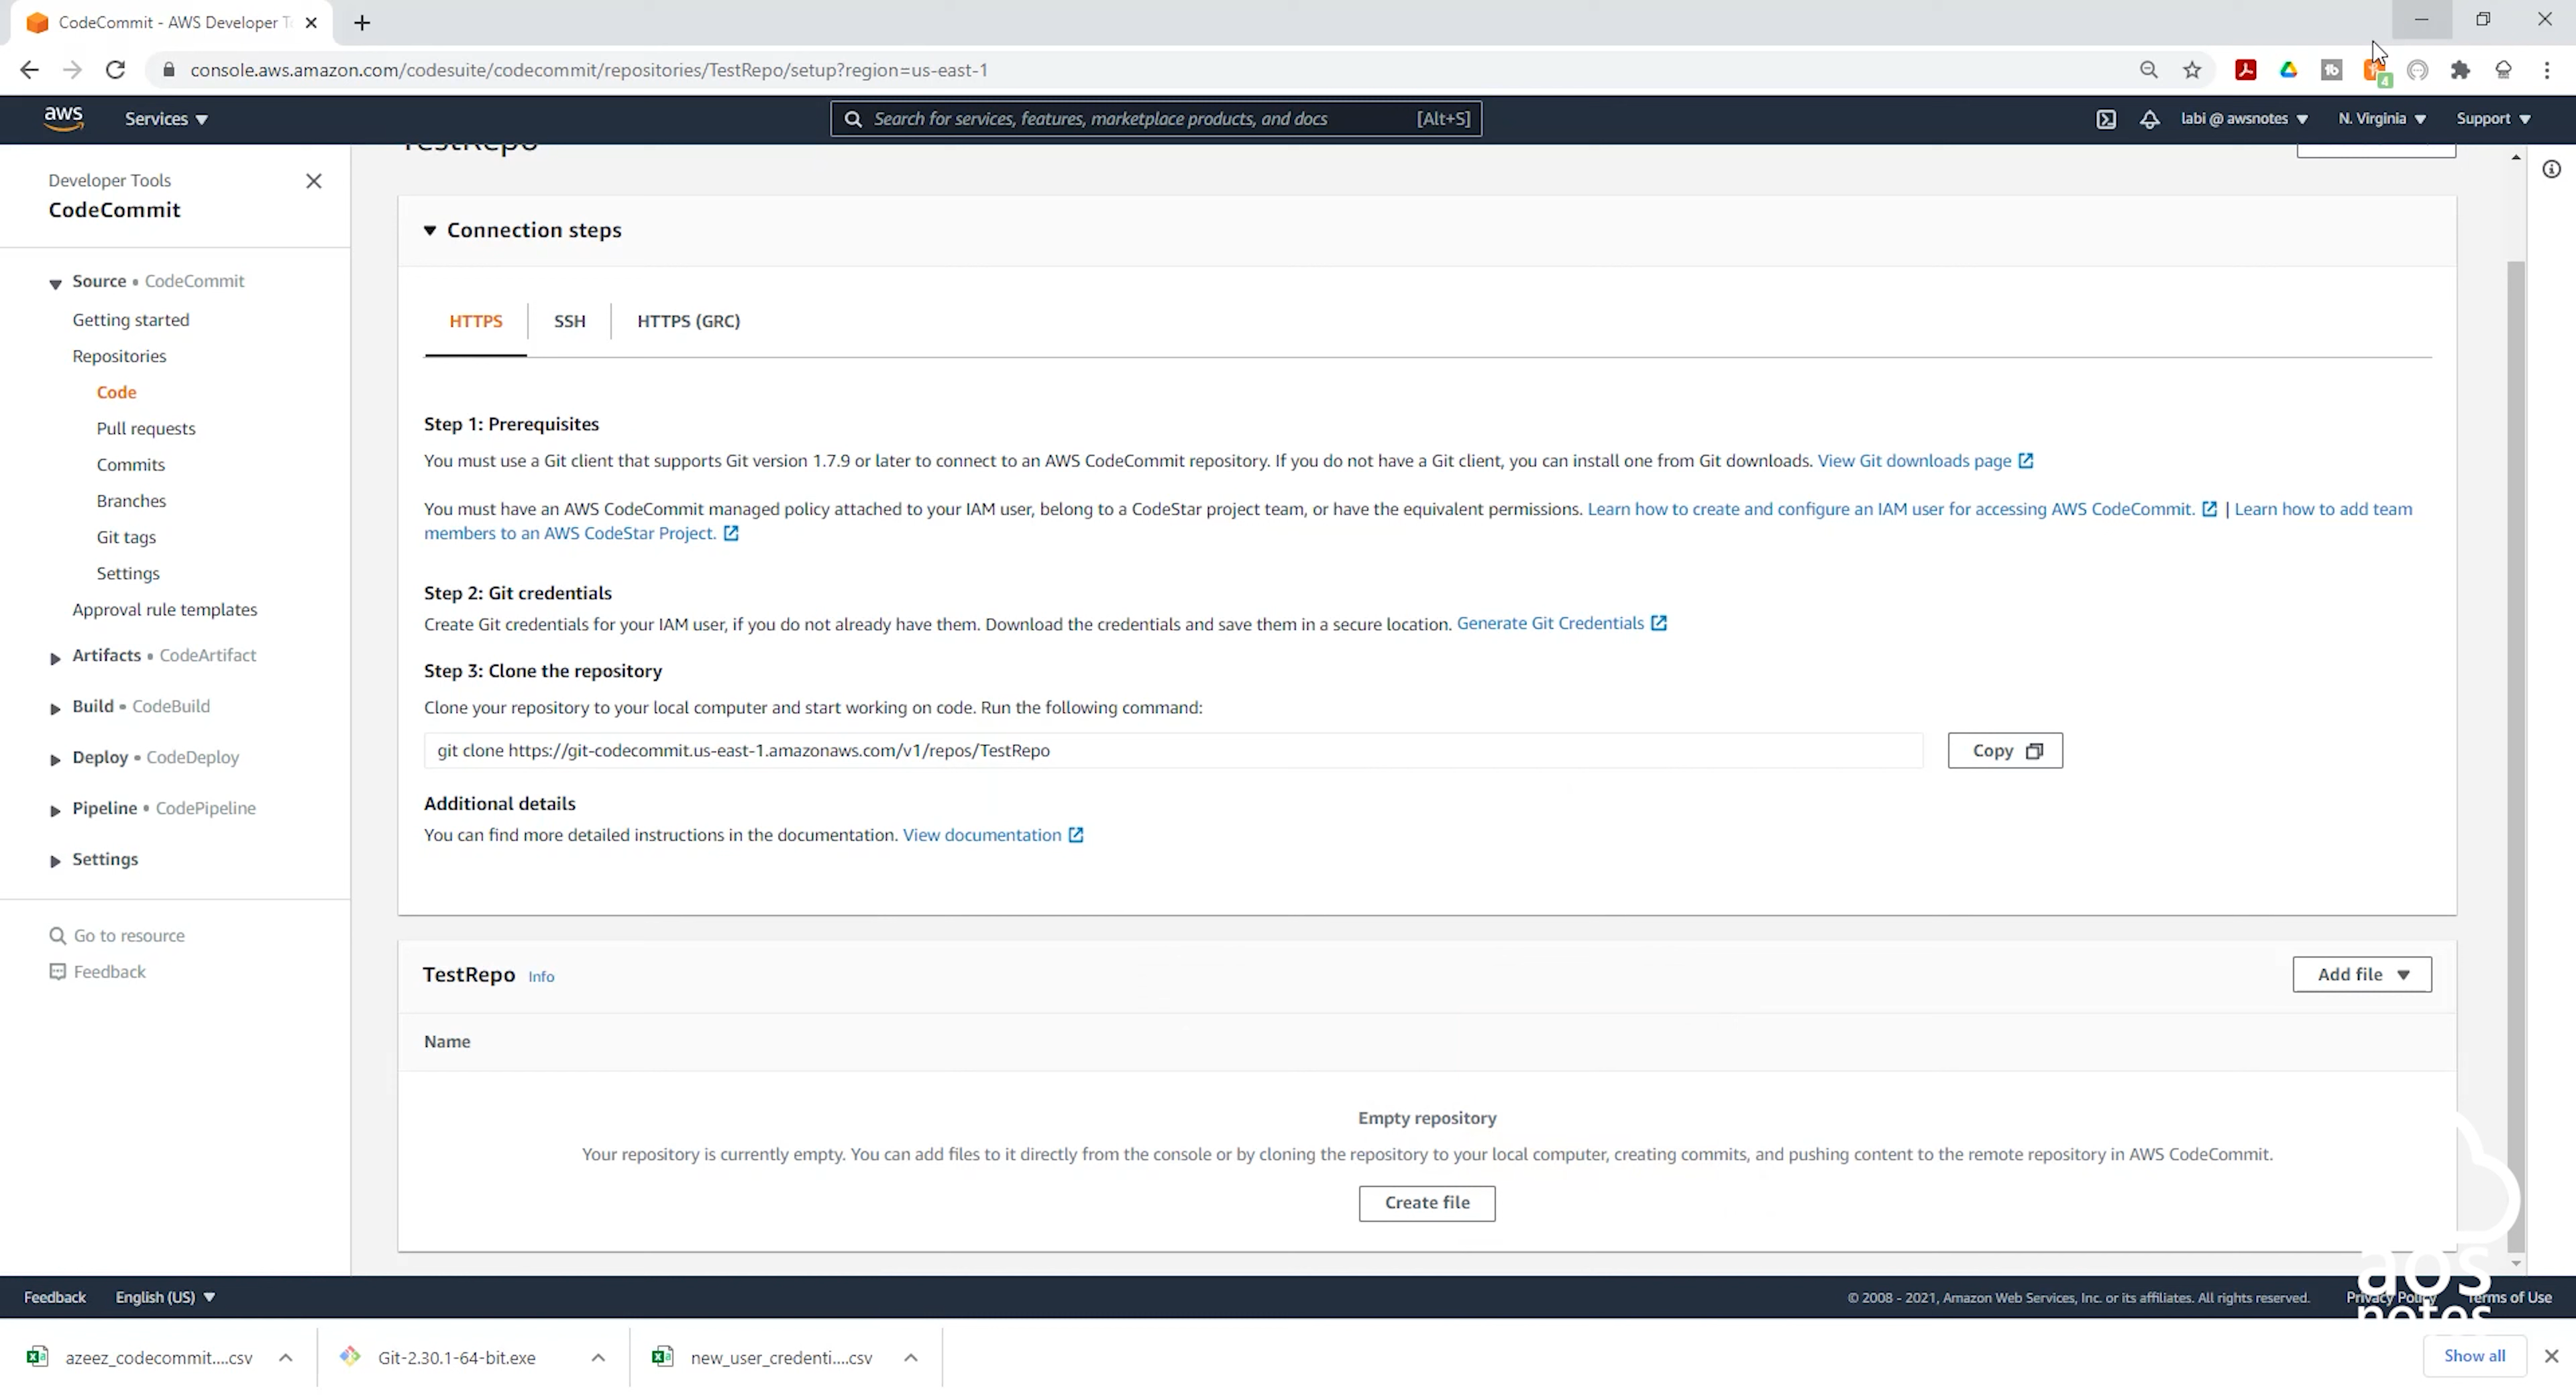 CodeCommit - AWS Developer To
console.aws.amazon.com/codesuite/codecommit/repositories/TestRepo/setup?region=us-east-1
4
aws Services Search for services, features, marketplace products, and docs [Alt+S] labi @ awsnotes N. Virginia Support
TestRepo
Developer Tools
CodeCommit
Source • CodeCommit
Getting started
Repositories
Code
Pull requests
Commits
Branches
Git tags
Settings
Approval rule templates
Artifacts • CodeArtifact
Build • CodeBuild
Deploy • CodeDeploy
Pipeline • CodePipeline
Settings
Go to resource
Feedback
Connection steps
HTTPS SSH HTTPS (GRC)
Step 1: Prerequisites
You must use a Git client that supports Git version 1.7.9 or later to connect to an AWS CodeCommit repository. If you do not have a Git client, you can install one from Git downloads. View Git downloads page
You must have an AWS CodeCommit managed policy attached to your IAM user, belong to a CodeStar project team, or have the equivalent permissions. Learn how to create and configure an IAM user for accessing AWS CodeCommit. | Learn how to add team
members to an AWS CodeStar Project.
Step 2: Git credentials
Create Git credentials for your IAM user, if you do not already have them. Download the credentials and save them in a secure location. Generate Git Credentials
Step 3: Clone the repository
Clone your repository to your local computer and start working on code. Run the following command:
git clone https://git-codecommit.us-east-1.amazonaws.com/v1/repos/TestRepo Copy
Additional details
You can find more detailed instructions in the documentation. View documentation
TestRepo Info Add file
Name
Empty repository
Your repository is currently empty. You can add files to it directly from the console or by cloning the repository to your local computer, creating commits, and pushing content to the remote repository in AWS CodeCommit.
Create file
aos
notes
Feedback English (US) © 2008 - 2021, Amazon Web Services, Inc. or its affiliates. All rights reserved. Privacy Policy Terms of Use
azeez_codecommit....csv Git-2.30.1-64-bit.exe new_user_credenti....csv Show all